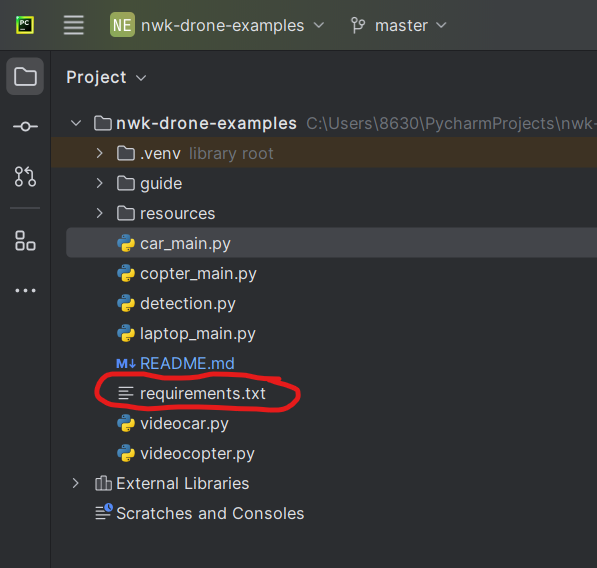 PC
NE nwk-drone-examples master
Project
nwk-drone-examples C:\Users\8630\PycharmProjects\nwk-
.venv library root
guide
resources
car_main.py
copter_main.py
detection.py
laptop_main.py
M↓ README.md
requirements.txt
videocar.py
videocopter.py
External Libraries
Scratches and Consoles